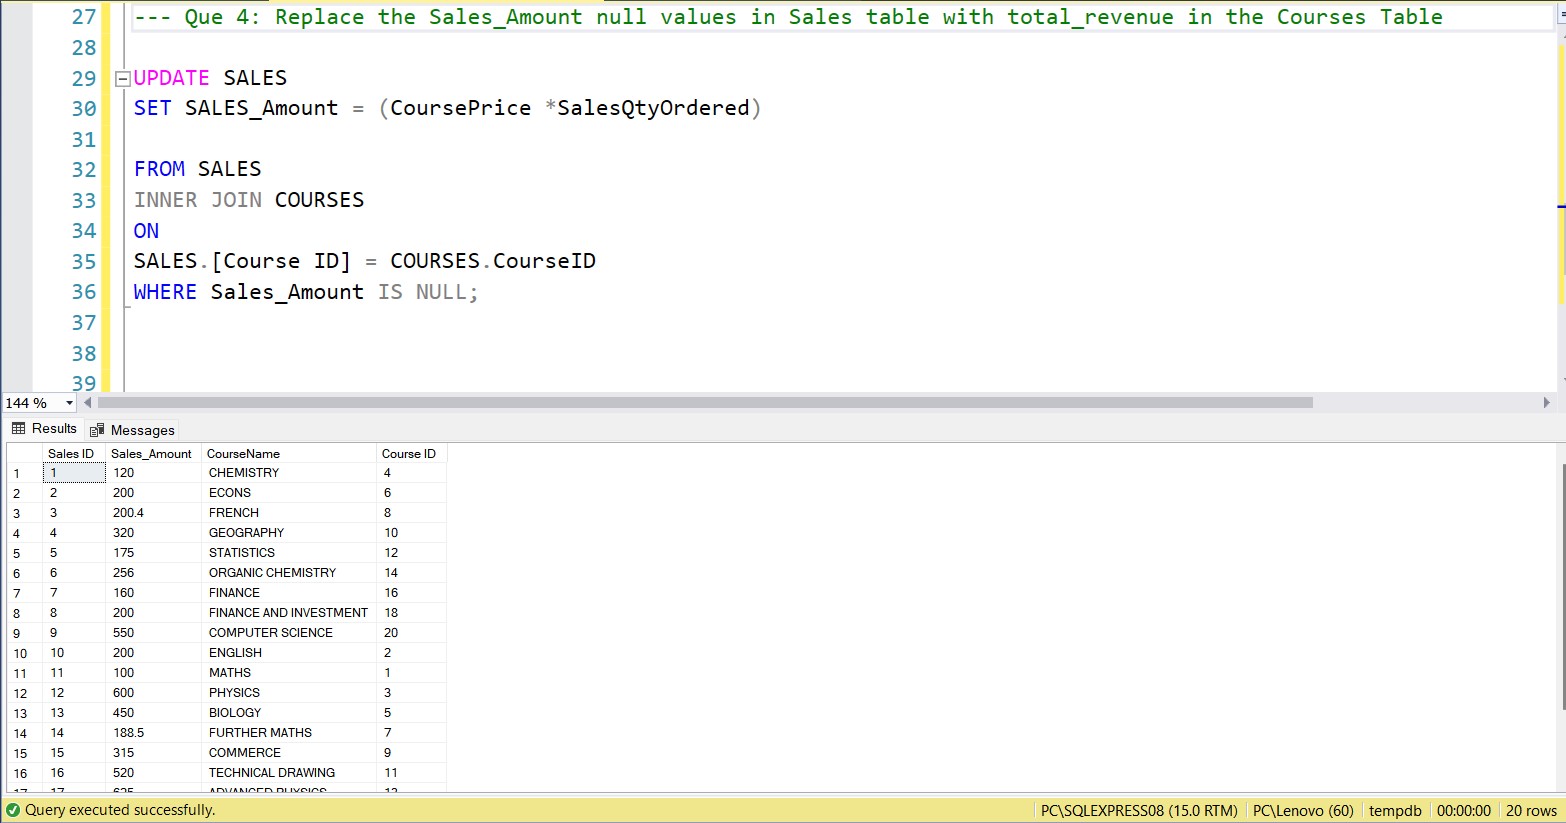 27 --- Que 4: Replace the Sales_Amount null values in Sales table with total_revenue in the Courses Table
28
29 UPDATE SALES
30 SET SALES_Amount = (CoursePrice *SalesQtyOrdered)
31
32 FROM SALES
33 INNER JOIN COURSES
34 ON
35 SALES.[Course ID] = COURSES.CourseID
36 WHERE Sales_Amount IS NULL;
37
38
39
144 %
Results Messages
Sales ID Sales_Amount CourseName Course ID
1 1 120 CHEMISTRY 4
2 2 200 ECONS 6
3 3 200.4 FRENCH 8
4 4 320 GEOGRAPHY 10
5 5 175 STATISTICS 12
6 6 256 ORGANIC CHEMISTRY 14
7 7 160 FINANCE 16
8 8 200 FINANCE AND INVESTMENT 18
9 9 550 COMPUTER SCIENCE 20
10 10 200 ENGLISH 2
11 11 100 MATHS 1
12 12 600 PHYSICS 3
13 13 450 BIOLOGY 5
14 14 188.5 FURTHER MATHS 7
15 15 315 COMMERCE 9
16 16 520 TECHNICAL DRAWING 11
17 17 625 ADVANCED PHYSICS 13
Query executed successfully. PC\SQLEXPRESS08 (15.0 RTM) PC\Lenovo (60) tempdb 00:00:00 20 rows